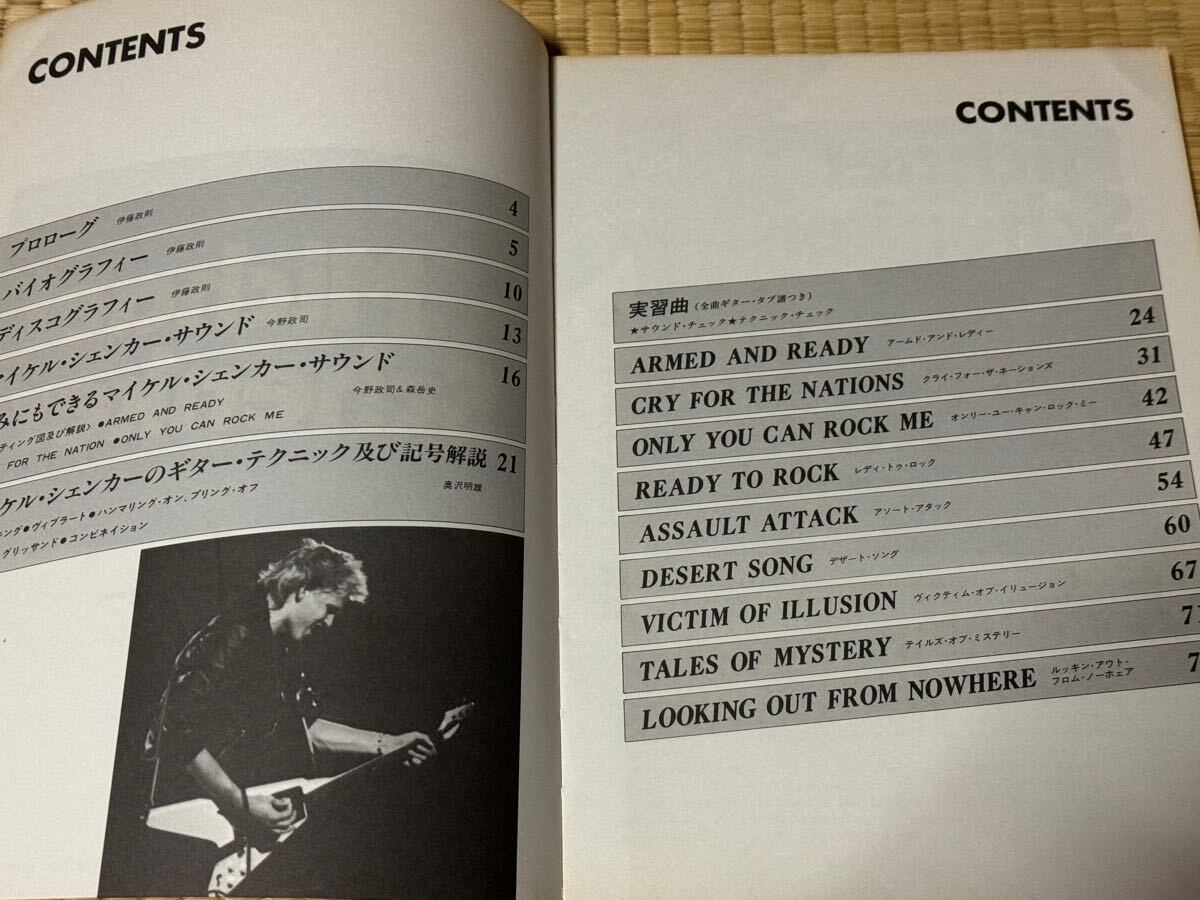 CONTENTS
プロローグ 伊藤政則 4
バイオグラフィー 伊藤政則 5
ディスコグラフィー 伊藤政則 10
イケル・シェンカー・サウンド 今野政司 13
みにもできるマイケル・シェンカー・サウンド 16
今野政司&森岳史
ティング図及び解説〉●ARMED AND READY
FOR THE NATION ●ONLY YOU CAN ROCK ME
ケル・シェンカーのギター・テクニック及び記号解説 21
奥沢明雄
キング●ヴィブラート●ハンマリング・オン、プリング・オフ
グリッサンド●コンビネイション
CONTENTS
実習曲(全曲ギター・タブ譜つき)
★サウンド・チェック★テクニック・チェック
ARMED AND READY アームド・アンド・レディー 24
CRY FOR THE NATIONS クライ・フォー・ザ・ネーションズ 31
ONLY YOU CAN ROCK ME オンリー・ユー・キャン・ロック・ミー 42
READY TO ROCK レディ・トゥ・ロック 47
ASSAULT ATTACK アソート・アタック 54
DESERT SONG デザート・ソング 60
VICTIM OF ILLUSION ヴィクティム・オブ・イリュージョン 67
TALES OF MYSTERY テイルズ・オブ・ミステリー 71
LOOKING OUT FROM NOWHERE ルッキン・アウト・
フロム・ノーホェア 7